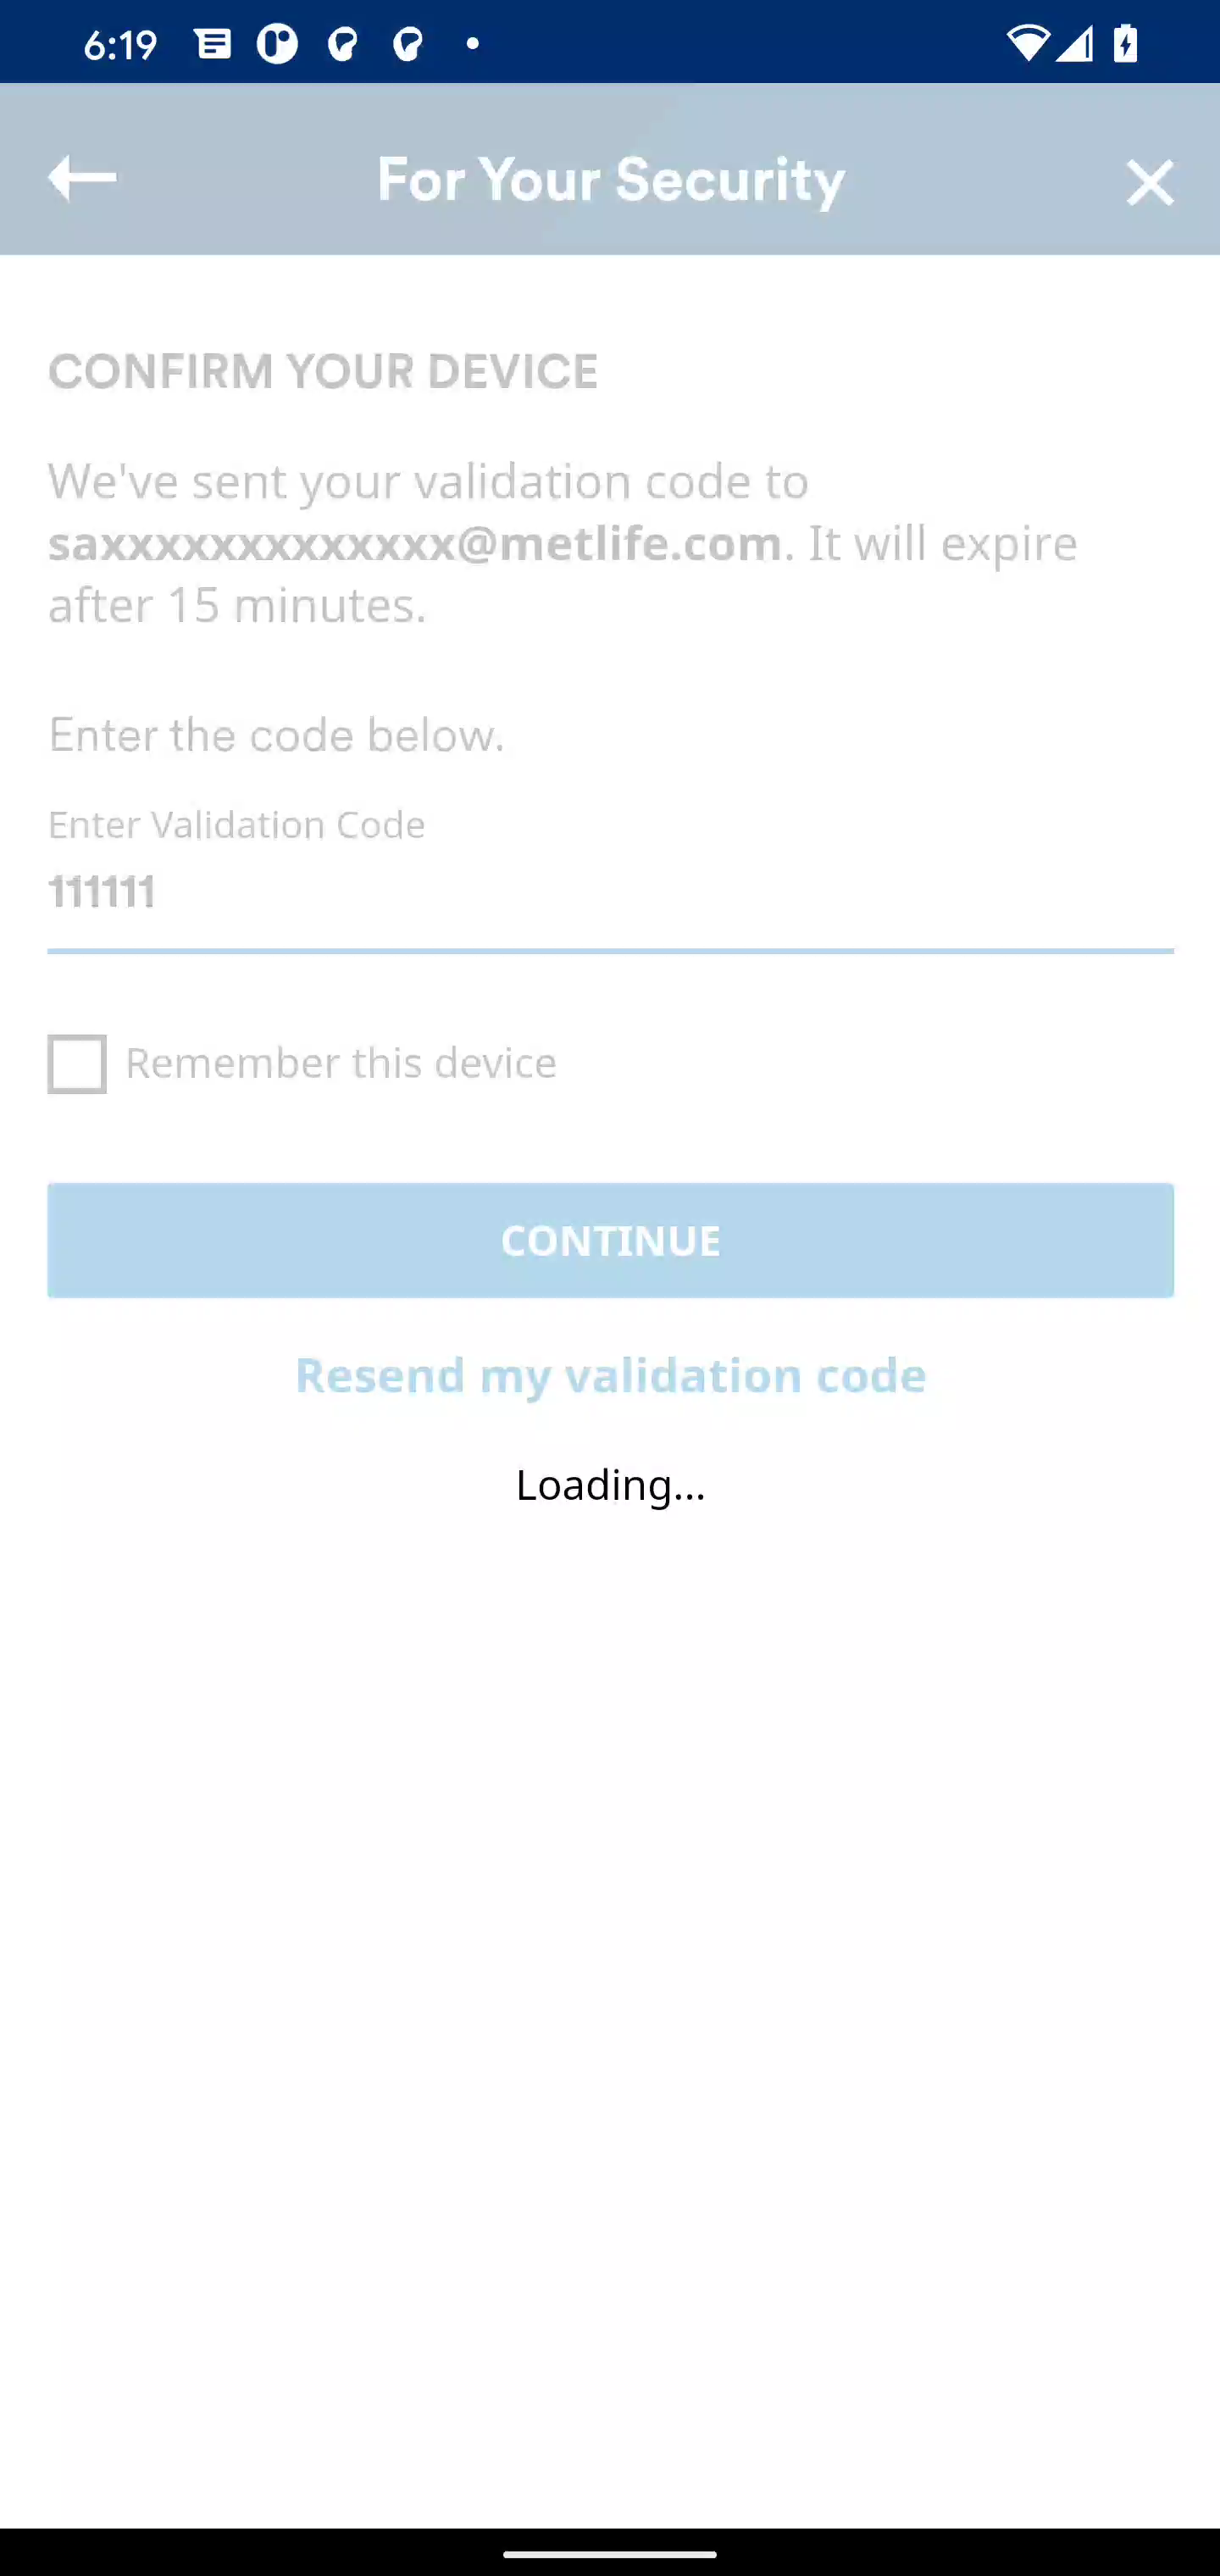 6:19
For Your Security
CONFIRM YOUR DEVICE
We've sent your validation code to
saxxxxxxxxxxxxx@metlife.com. It will expire
after 15 minutes.
Enter the code below.
Enter Validation Code
111111
Remember this device
CONTINUE
Resend my validation code
Loading...